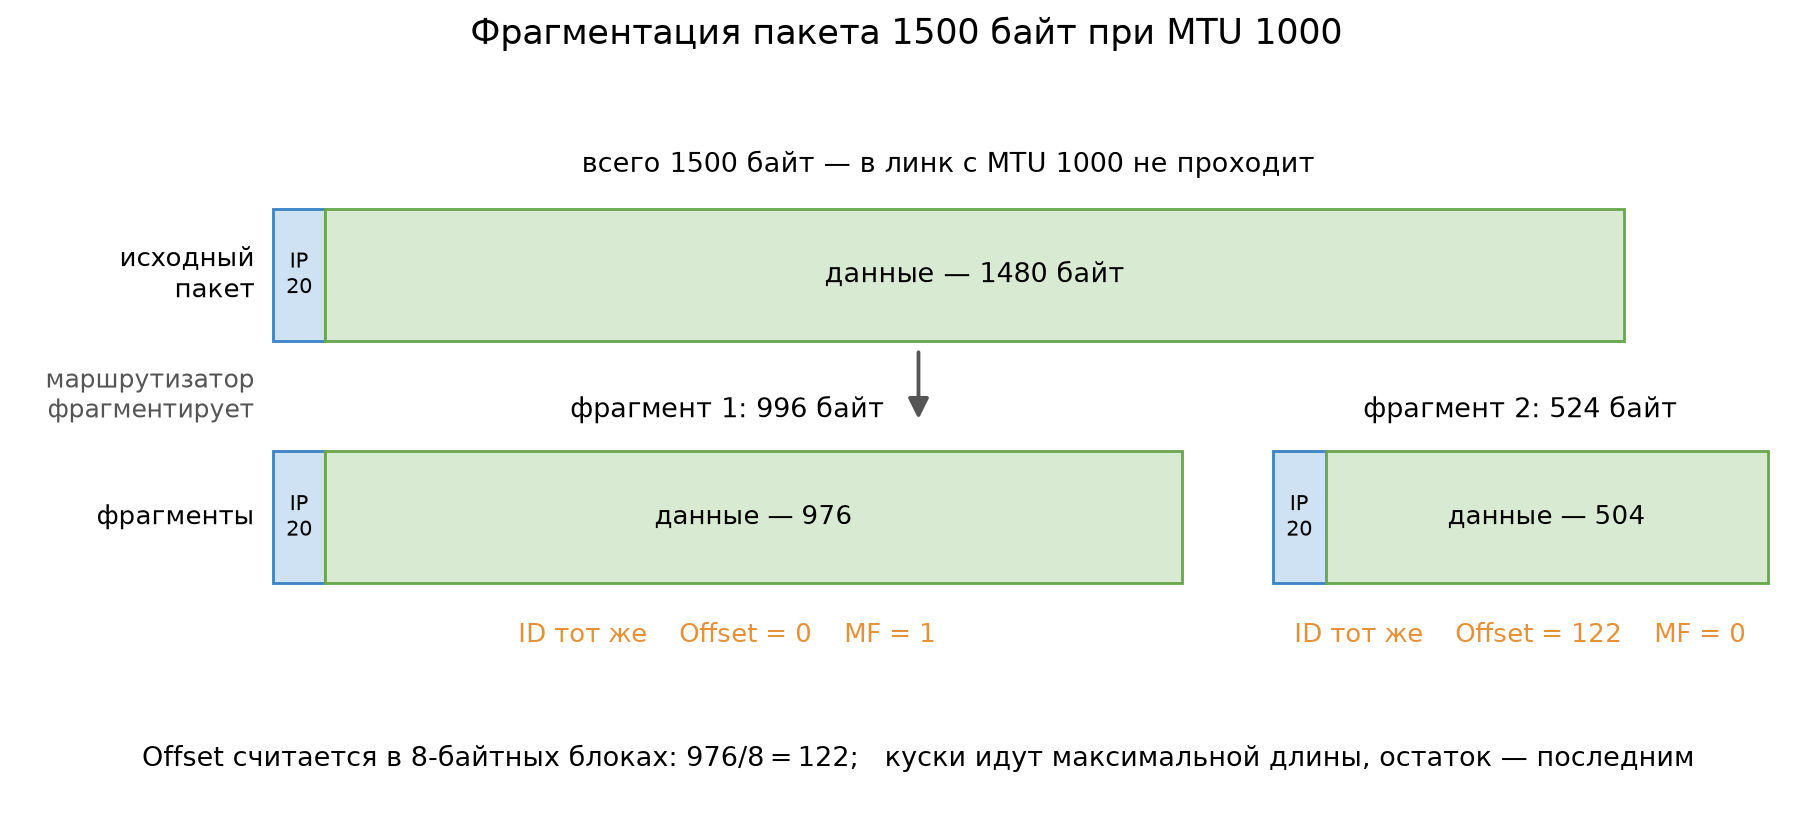 Фрагментация пакета 1500 байт при MTU 1000
всего 1500 байт — в линк с MTU 1000 не проходит
исходный
пакет
IP
20
данные — 1480 байт
маршрутизатор
фрагментирует
фрагмент 1: 996 байт
фрагмент 2: 524 байт
фрагменты
IP
20
данные — 976
IP
20
данные — 504
ID тот же Offset = 0 MF = 1
ID тот же Offset = 122 MF = 0
Offset считается в 8-байтных блоках: 976/8 = 122; куски идут максимальной длины, остаток — последним